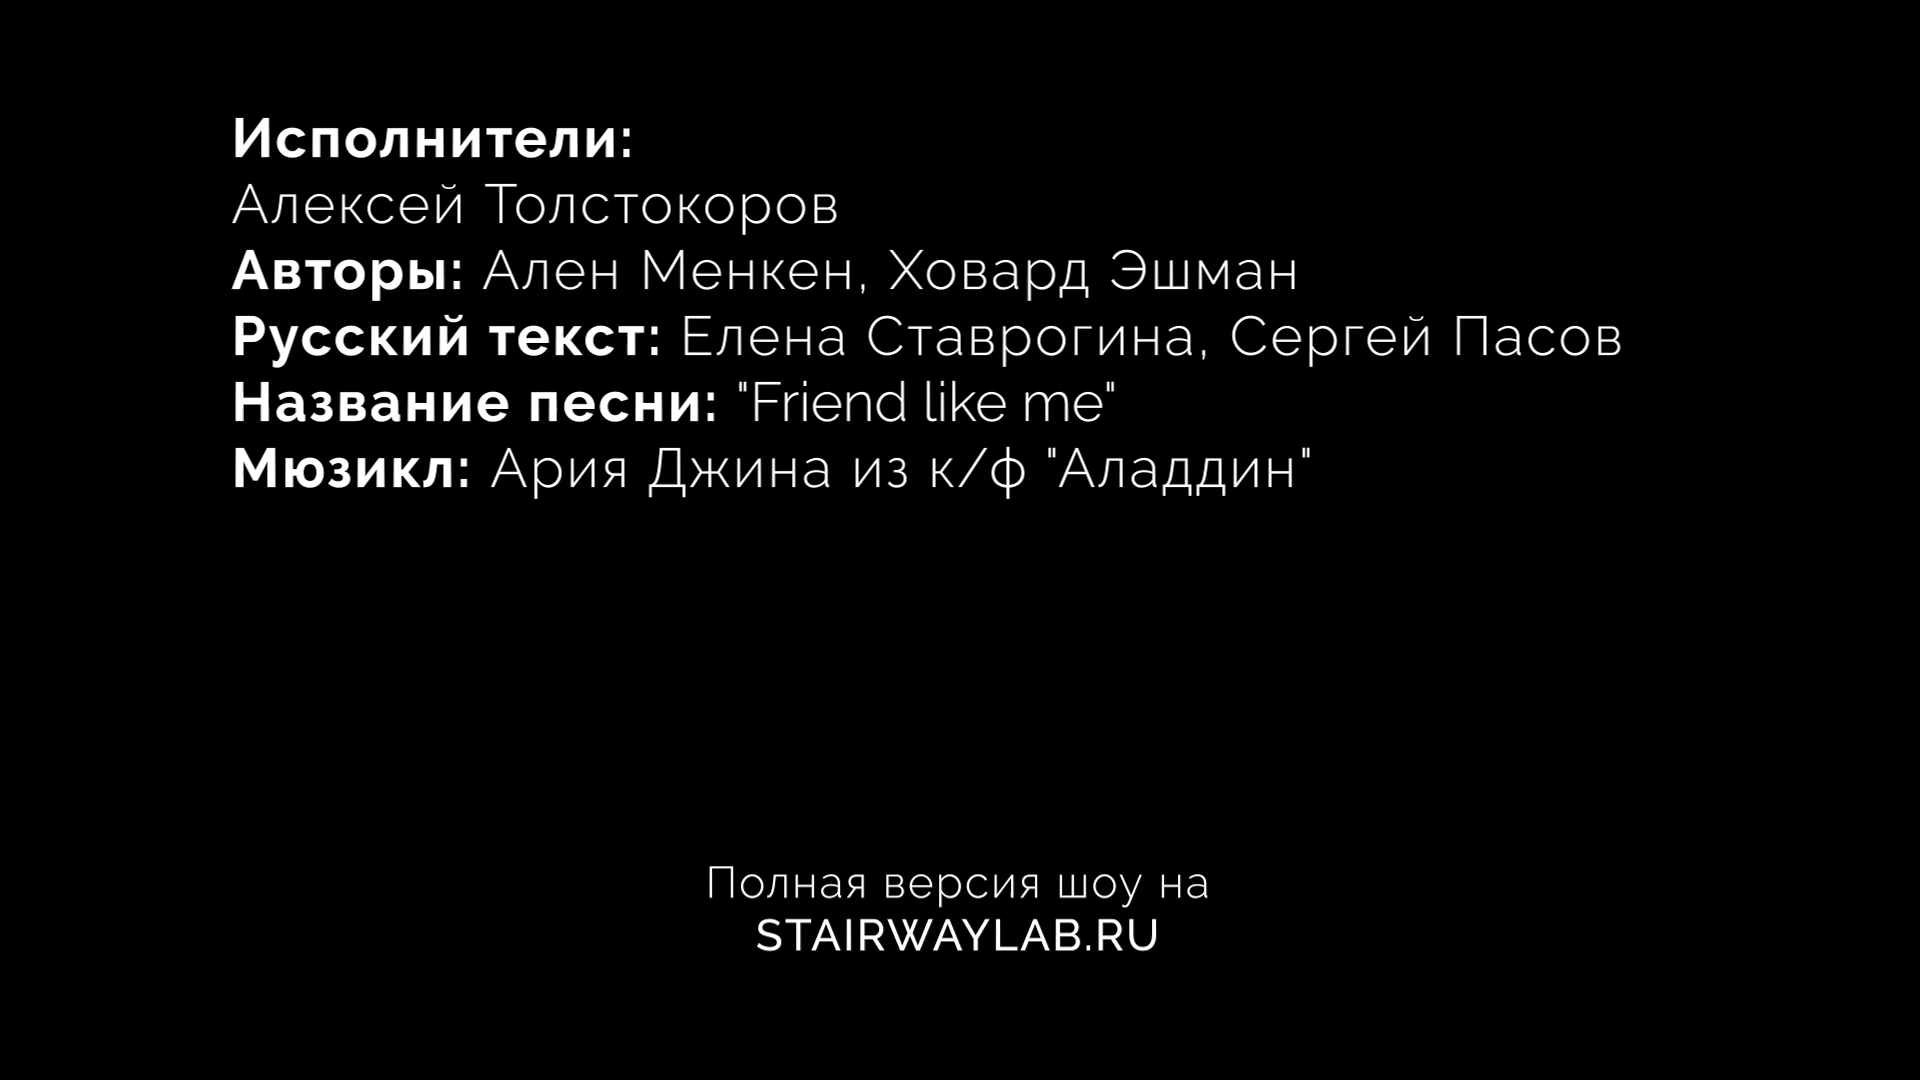 Исполнители:
Алексей Толстокоров
Авторы: Ален Менкен, Ховард Эшман
Русский текст: Елена Ставрогина, Сергей Пасов
Название песни: "Friend like me"
Мюзикл: Ария Джина из к/ф "Аладдин"
Полная версия шоу на
STAIRWAYLAB.RU